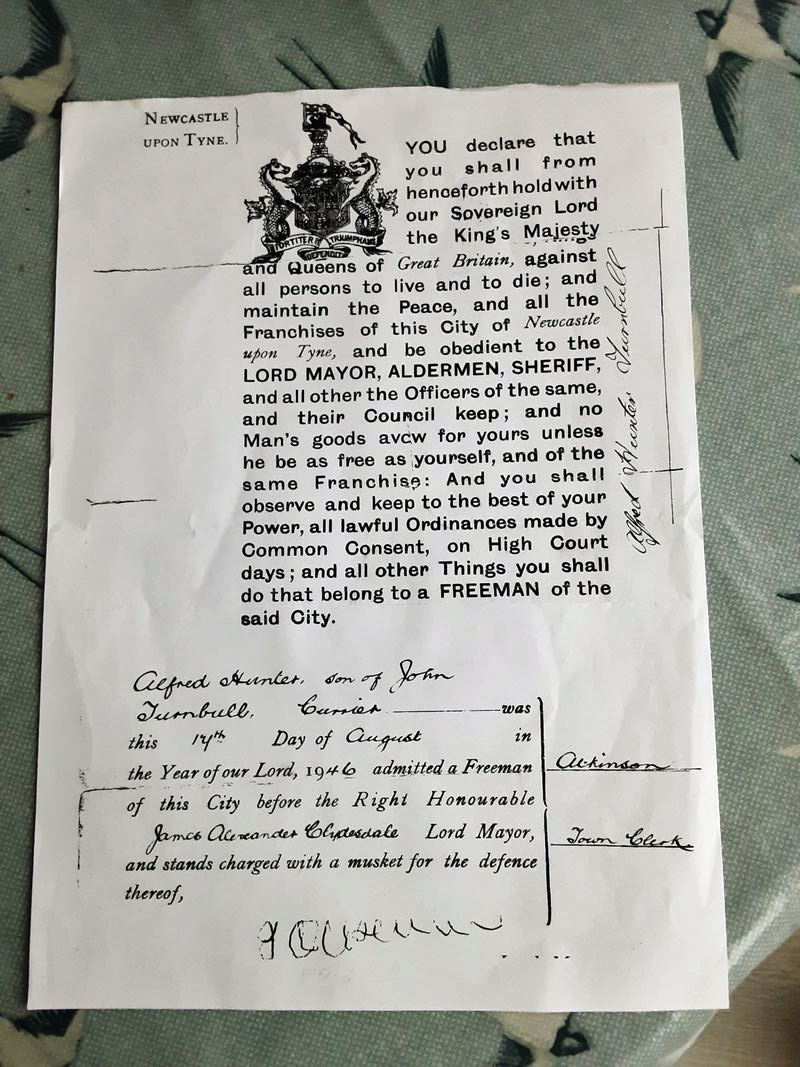 NEWCASTLE
UPON TYNE.
FORTITER DEFENDIT TRIUMPHANS
YOU declare that
you shall from
henceforth hold with
our Sovereign Lord
the King's Majesty
and Queens of Great Britain, against
all persons to live and to die; and
maintain the Peace, and all the
Franchises of this City of Newcastle
upon Tyne, and be obedient to the
LORD MAYOR, ALDERMEN, SHERIFF,
and all other the Officers of the same,
and their Council keep; and no
Man's goods avow for yours unless
he be as free as yourself, and of the
same Franchise: And you shall
observe and keep to the best of your
Power, all lawful Ordinances made by
Common Consent, on High Court
days; and all other Things you shall
do that belong to a FREEMAN of the
said City.
Alfred Hunter Turnbull
Alfred Hunter, son of John
Turnbull, Currier was
this 14th Day of August in
the Year of our Lord, 1946 admitted a Freeman
of this City before the Right Honourable
James Alexander Clydesdale Lord Mayor,
and stands charged with a musket for the defence
thereof,
Atkinson
Town Clerk